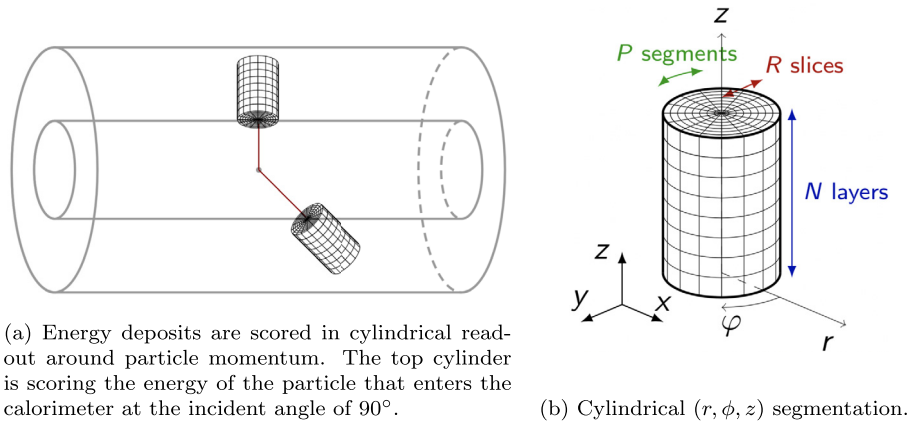 z
P segments
R slices
N layers
z
y
x
φ
r
(a) Energy deposits are scored in cylindrical read-
out around particle momentum. The top cylinder
is scoring the energy of the particle that enters the
calorimeter at the incident angle of 90°.
(b) Cylindrical (r, ϕ, z) segmentation.